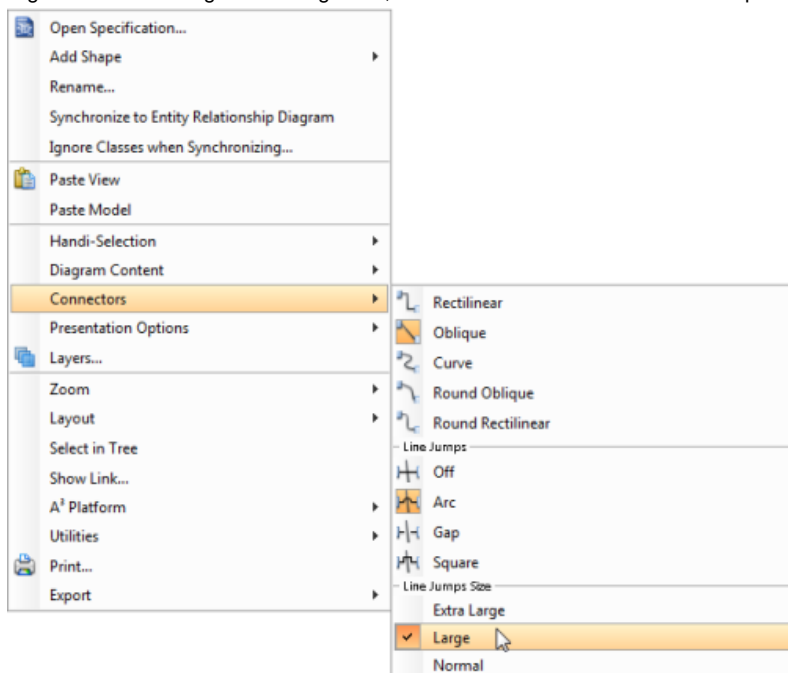 Open Specification...
Add Shape
Rename...
Synchronize to Entity Relationship Diagram
Ignore Classes when Synchronizing...
Paste View
Paste Model
Handi-Selection
Diagram Content
Connectors
Presentation Options
Layers...
Zoom
Layout
Select in Tree
Show Link...
A³ Platform
Utilities
Print...
Export
Rectilinear
Oblique
Curve
Round Oblique
Round Rectilinear
Line Jumps
Off
Arc
Gap
Square
Line Jumps Size
Extra Large
Large
Normal